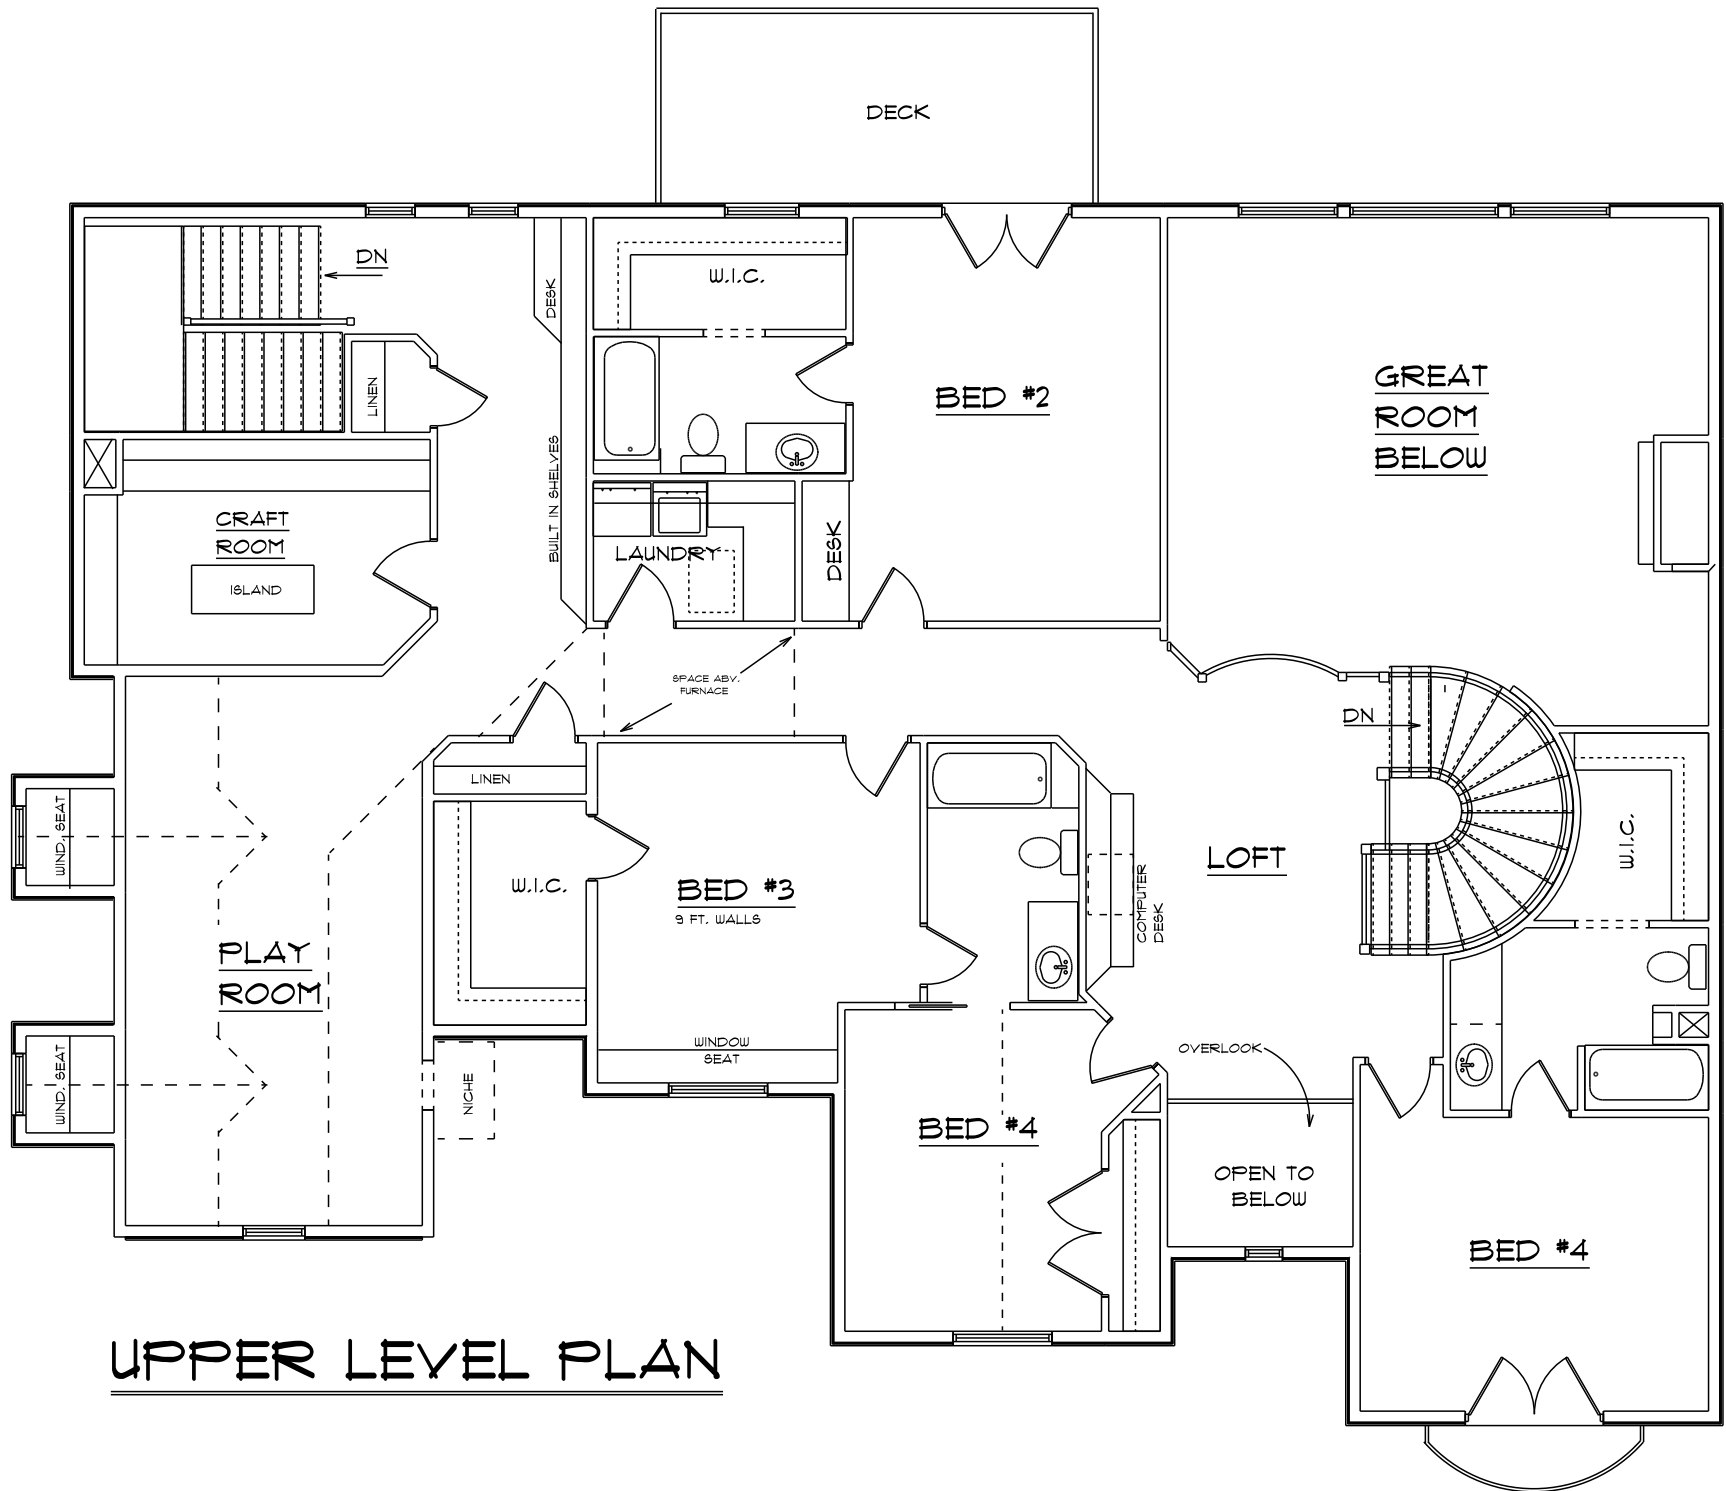 DECK
DN
DESK
W.I.C.
LINEN
BED #2
GREAT
ROOM
BELOW
BUILT IN SHELVES
CRAFT
ROOM
ISLAND
LAUNDRY
DESK
SPACE ABV.
FURNACE
DN
LINEN
WIND. SEAT
W.I.C.
BED #3
9 FT. WALLS
COMPUTER
DESK
LOFT
W.I.C.
PLAY
ROOM
WINDOW
SEAT
OVERLOOK
WIND. SEAT
NICHE
BED #4
OPEN TO
BELOW
BED #4
UPPER LEVEL PLAN